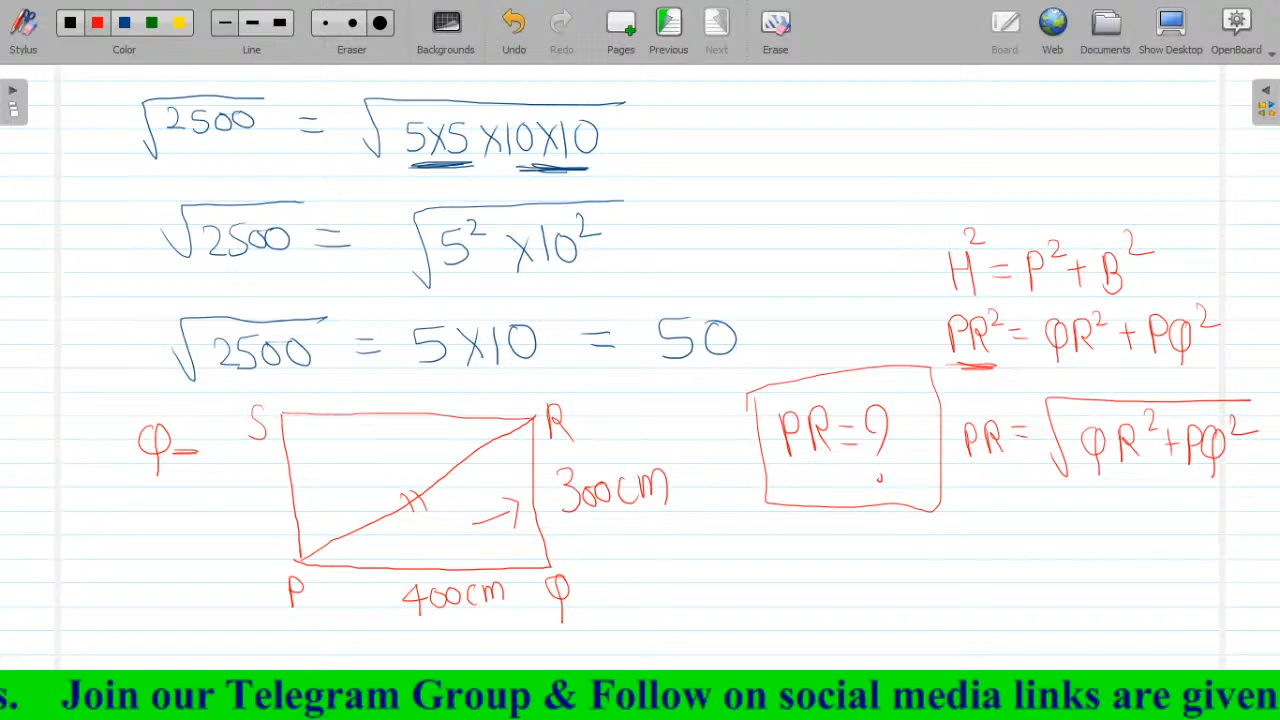 Stylus Color Line Eraser Backgrounds Undo Redo Pages Previous Next Erase Board Web Documents Show Desktop OpenBoard
√2500 = √5×5×10×10
√2500 = √5² ×10²
√2500 = 5×10 = 50
H² = P² + B²
PR² = QR² + PQ²
PR = √QR²+PQ²
PR = ?
Q=
S
R
300cm
P
400cm
Q
s. Join our Telegram Group & Follow on social media links are given